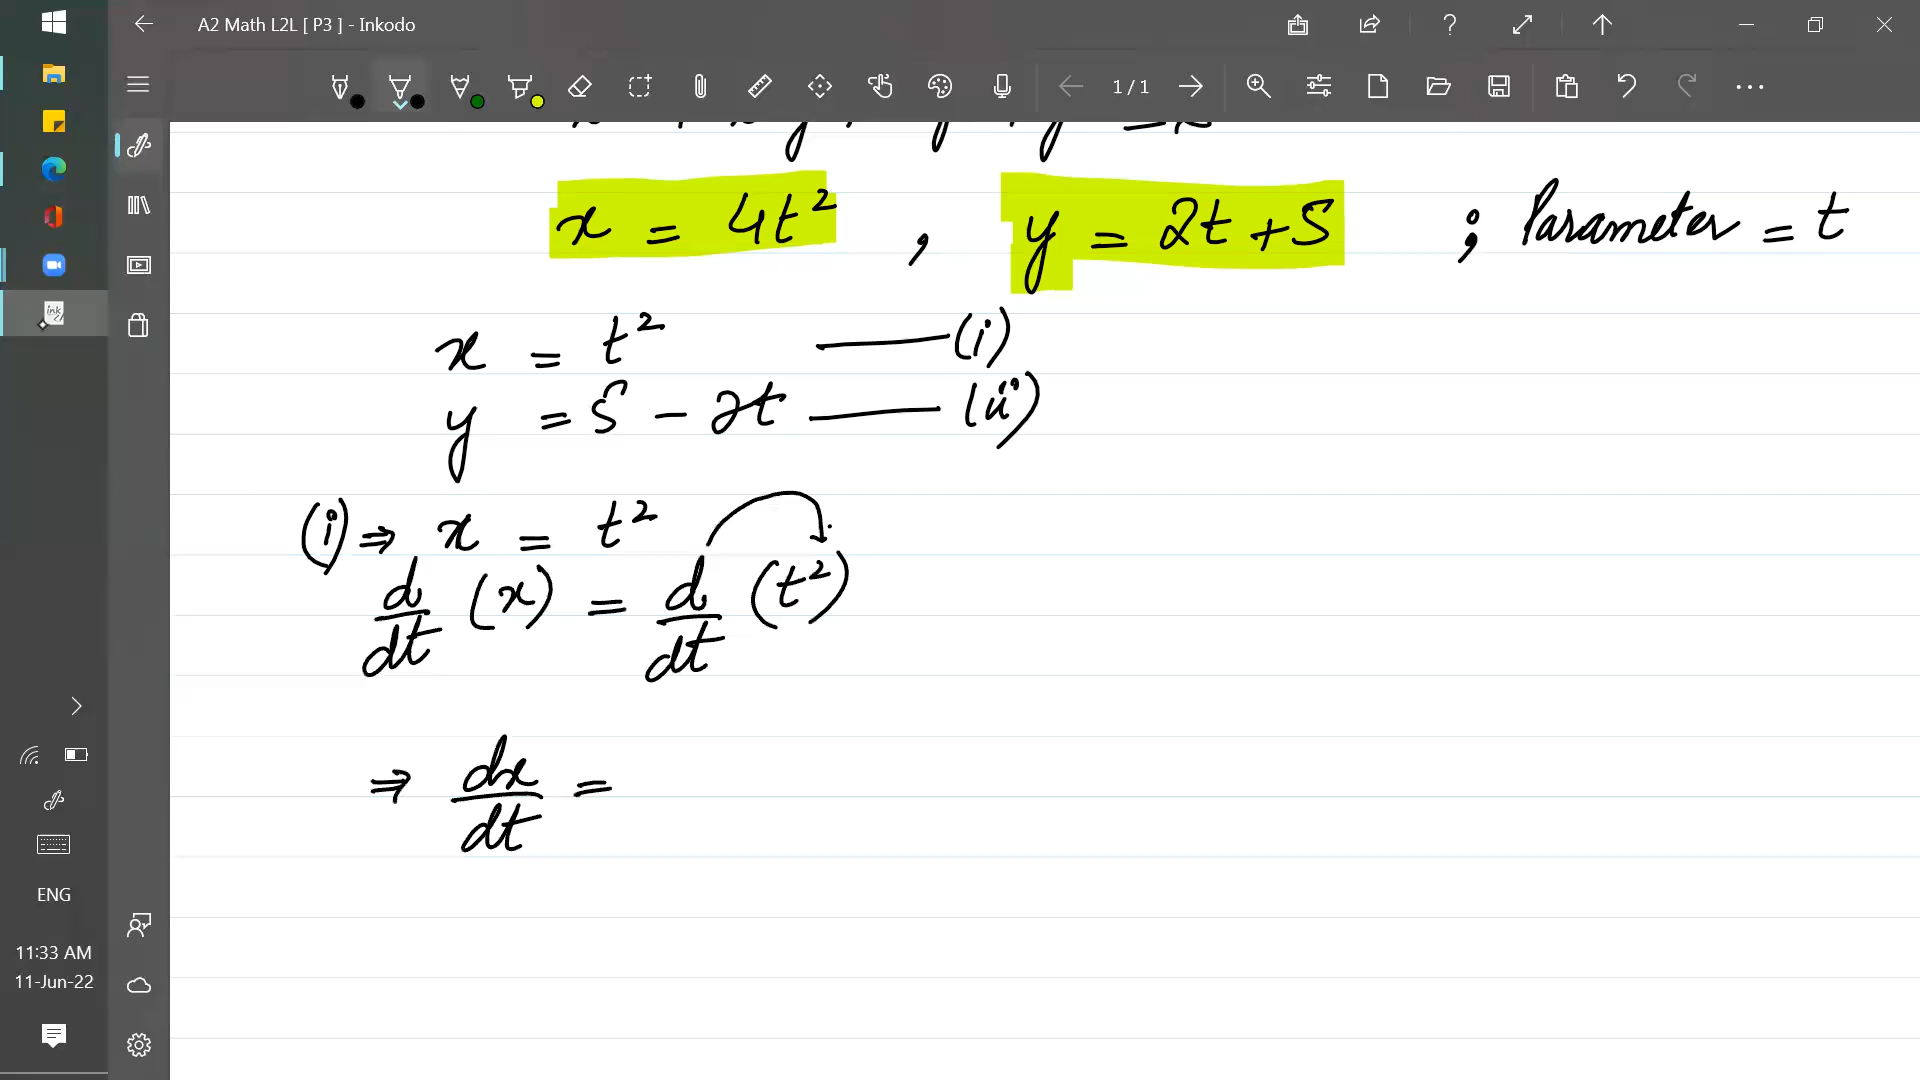 A2 Math L2L [ P3 ] - Inkodo
1 / 1
x = 4t² , y = 2t + 5 ; Parameter = t
x = t² —— (i)
y = 5 - 2t —— (ii)
(i) ⇒ x = t²
d/dt (x) = d/dt (t²)
⇒ dx/dt =
ENG
11:33 AM
11-Jun-22